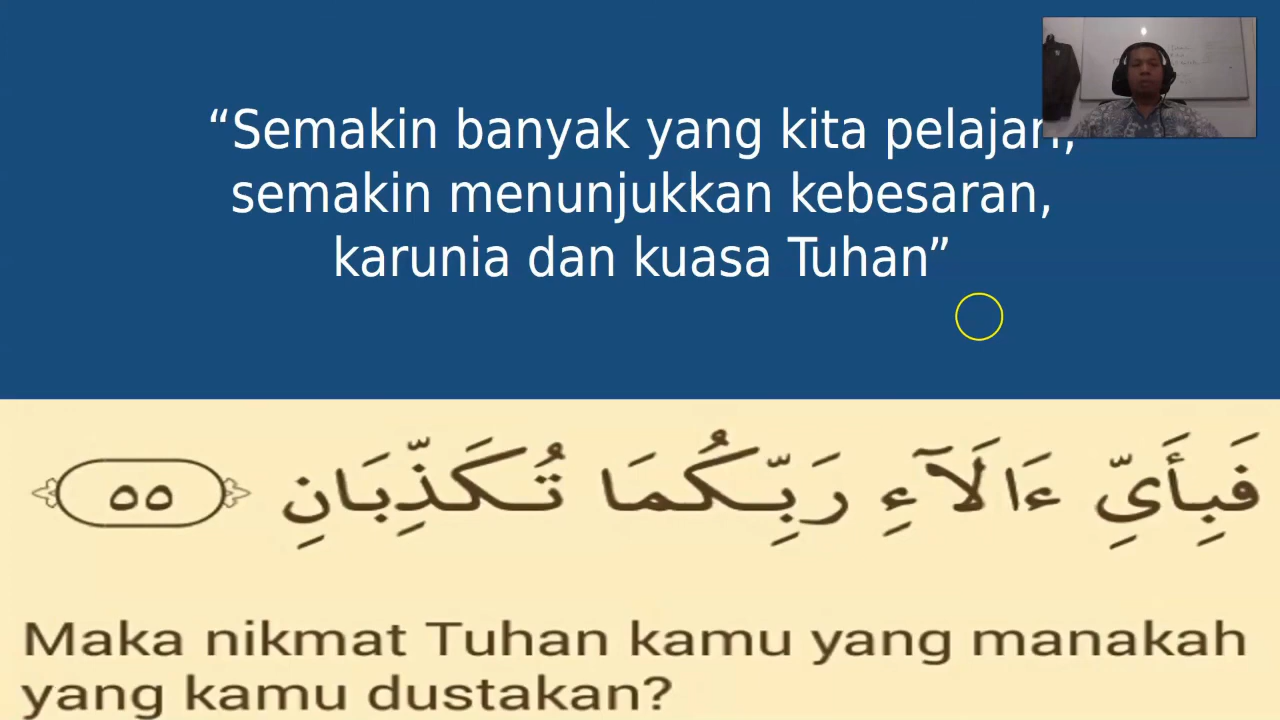 “Semakin banyak yang kita pelajari,
semakin menunjukkan kebesaran,
karunia dan kuasa Tuhan”
فَبِأَيِّ ءَالَآءِ رَبِّكُمَا تُكَذِّبَانِ ٥٥
Maka nikmat Tuhan kamu yang manakah
yang kamu dustakan?